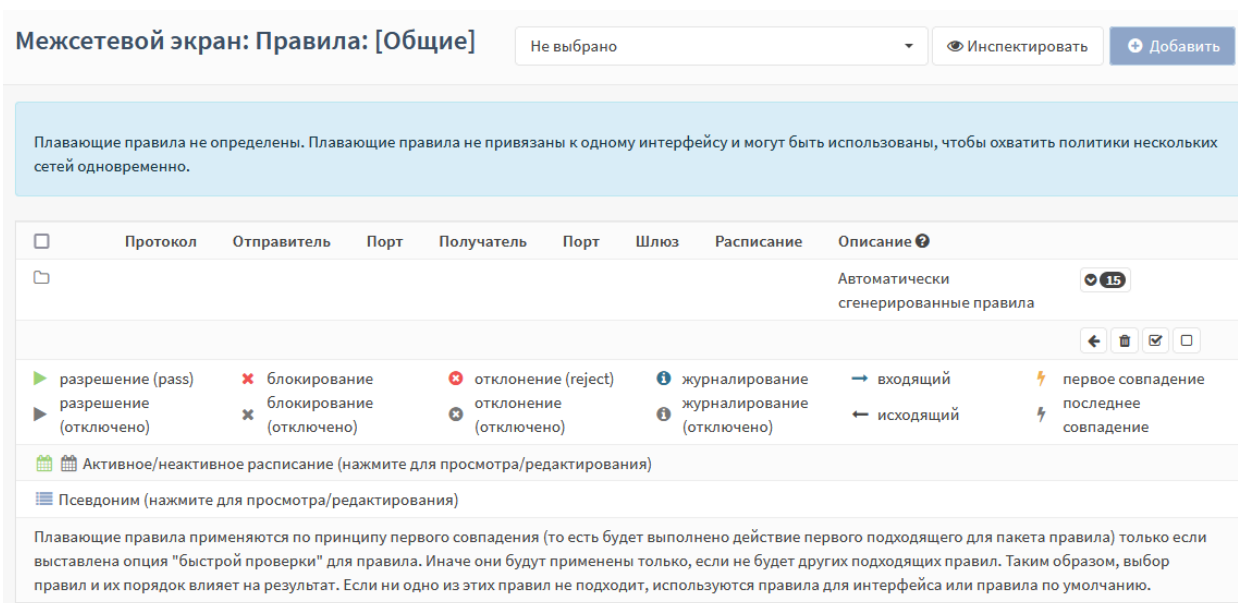 Межсетевой экран: Правила: [Общие]
Не выбрано
Инспектировать
Добавить
Плавающие правила не определены. Плавающие правила не привязаны к одному интерфейсу и могут быть использованы, чтобы охватить политики нескольких
сетей одновременно.
Протокол Отправитель Порт Получатель Порт Шлюз Расписание Описание
Автоматически
сгенерированные правила
15
разрешение (pass) блокирование отклонение (reject) журналирование входящий первое совпадение
разрешение
(отключено)
блокирование
(отключено)
отклонение
(отключено)
журналирование
(отключено)
исходящий
последнее
совпадение
Активное/неактивное расписание (нажмите для просмотра/редактирования)
Псевдоним (нажмите для просмотра/редактирования)
Плавающие правила применяются по принципу первого совпадения (то есть будет выполнено действие первого подходящего для пакета правила) только если
выставлена опция "быстрой проверки" для правила. Иначе они будут применены только, если не будет других подходящих правил. Таким образом, выбор
правил и их порядок влияет на результат. Если ни одно из этих правил не подходит, используются правила для интерфейса или правила по умолчанию.